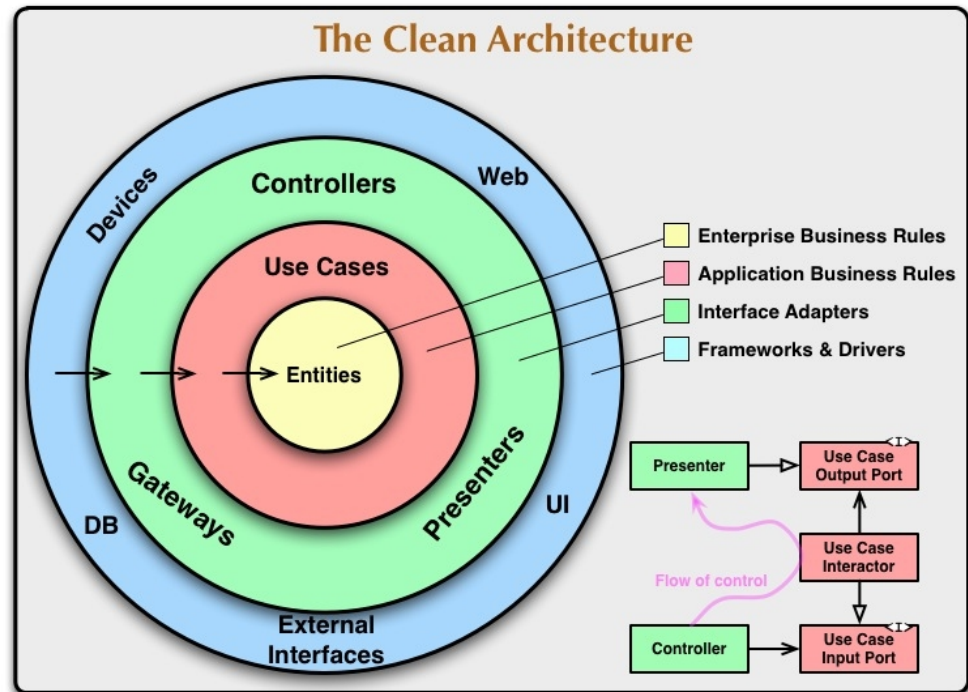 The Clean Architecture
Devices
Web
Controllers
Use Cases
Entities
Gateways
Presenters
DB
UI
External
Interfaces
Enterprise Business Rules
Application Business Rules
Interface Adapters
Frameworks & Drivers
Presenter
<I>
Use Case
Output Port
Use Case
Interactor
Flow of control
Controller
<I>
Use Case
Input Port